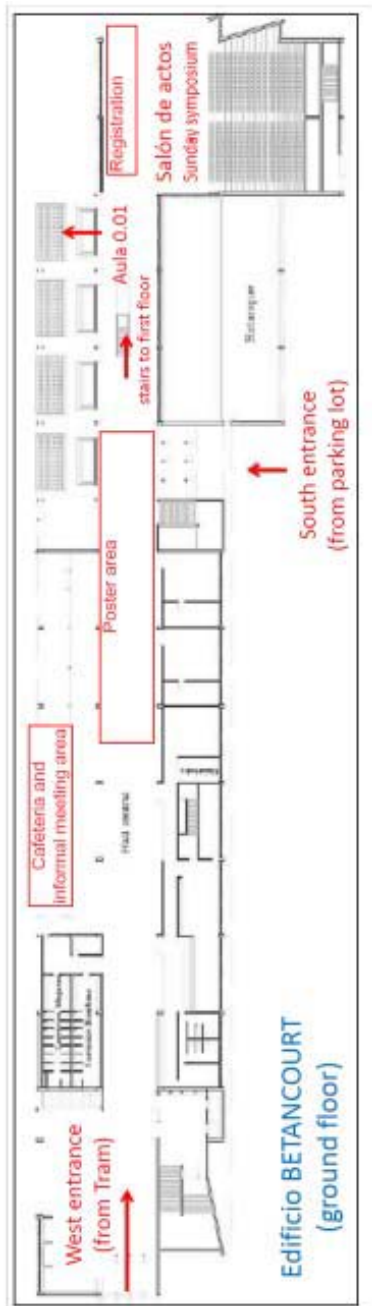 West entrance
(from Tram)
Edificio BETANCOURT
(ground floor)
Cafeteria and
informal meeting area
Poster area
South entrance
(from parking lot)
stairs to first floor
Aula 0.01
Registration
Salón de actos
Sunday symposium